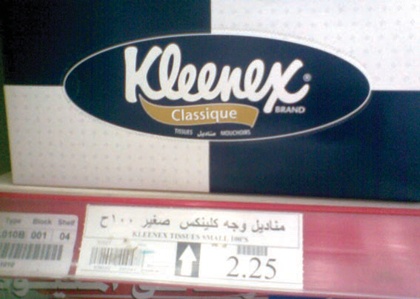 Kleenex®
BRAND
Classique
TISSUES مناديل MOUCHOIRS
Type Block Shelf
010B 001 04
مناديل وجه كلينكس صغير ١٠٠ح
KLEENEX TISSUES SMALL 100'S
2.25